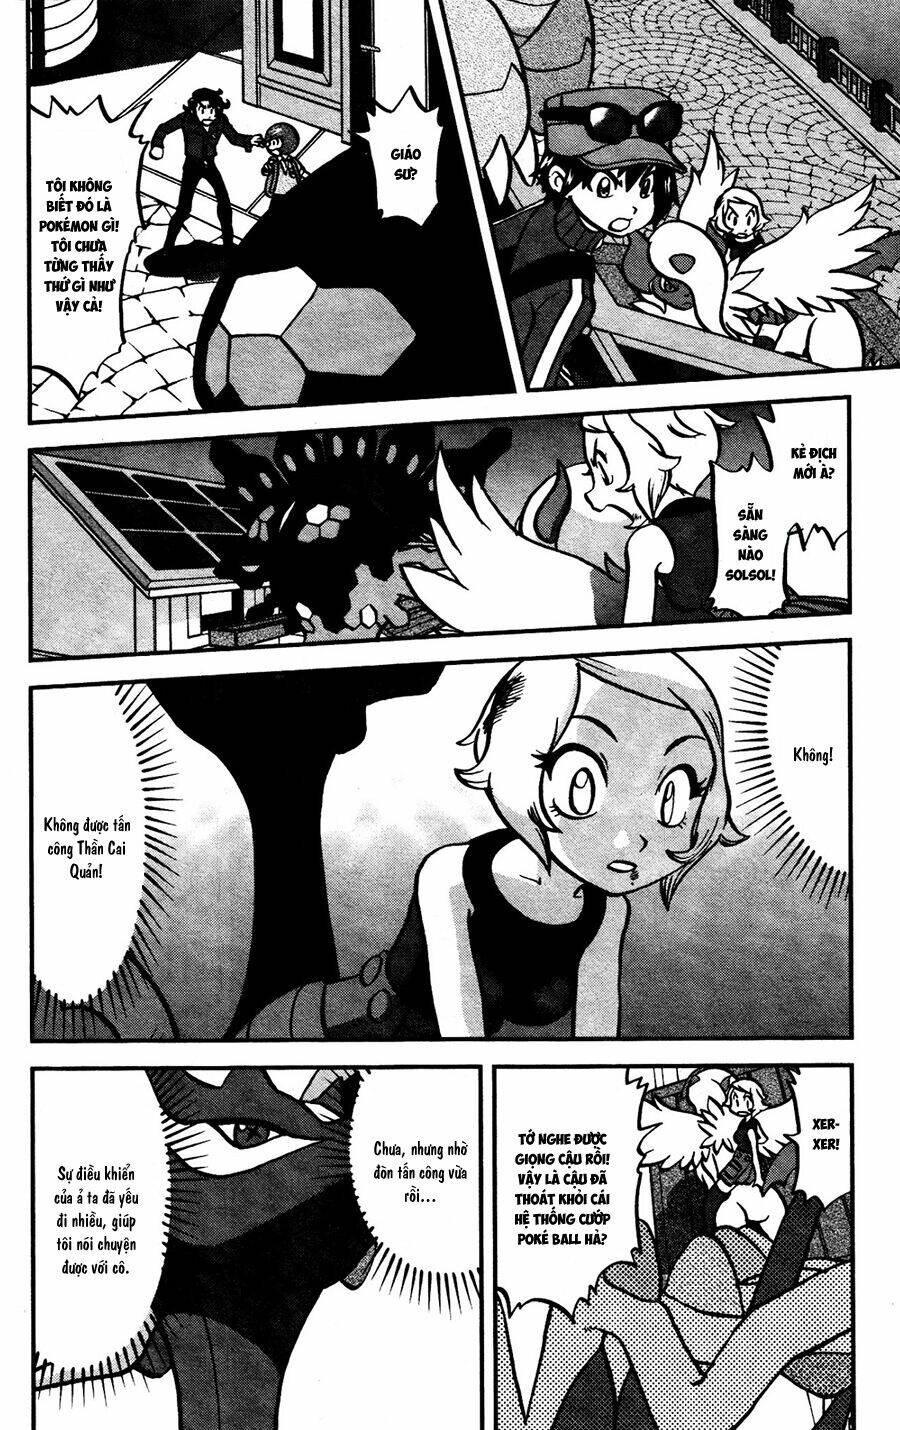 GIÁO
SƯ?
TÔI KHÔNG
BIẾT ĐÓ LÀ
POKÉMON GÌ!
TÔI CHƯA
TỪNG THẤY
THỨ GÌ NHƯ
VẬY CẢ!
KẺ ĐỊCH
MỚI À?
SẴN
SÀNG
NÀO
SOLSOL!
Không!
Không được tấn
công Thần Cai
Quản!
XER-
XER!
TỚ NGHE ĐƯỢC
GIỌNG CẬU RỒI!
VẬY LÀ CẬU ĐÃ
THOÁT KHỎI CÁI
HỆ THỐNG CƯỚP
POKÉ BALL HẢ?
Chưa, nhưng nhờ
đòn tấn công vừa
rồi...
Sự điều khiển
của ả ta đã yếu
đi nhiều, giúp
tôi nói chuyện
được với cô.